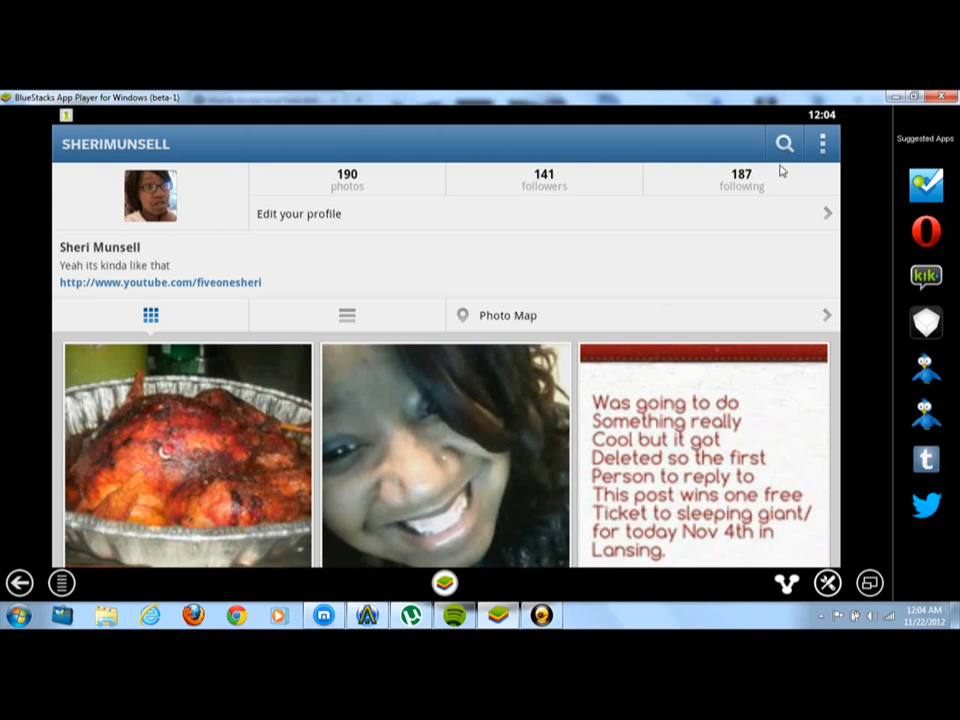 BlueStacks App Player for Windows (beta-1)
1
12:04
Suggested Apps
SHERIMUNSELL
190
photos
141
followers
187
following
Edit your profile
Sheri Munsell
Yeah its kinda like that
http://www.youtube.com/fiveonesheri
Photo Map
kik
t
Was going to do
Something really
Cool but it got
Deleted so the first
Person to reply to
This post wins one free
Ticket to sleeping giant/
for today Nov 4th in
Lansing.
12:04 AM
11/22/2012